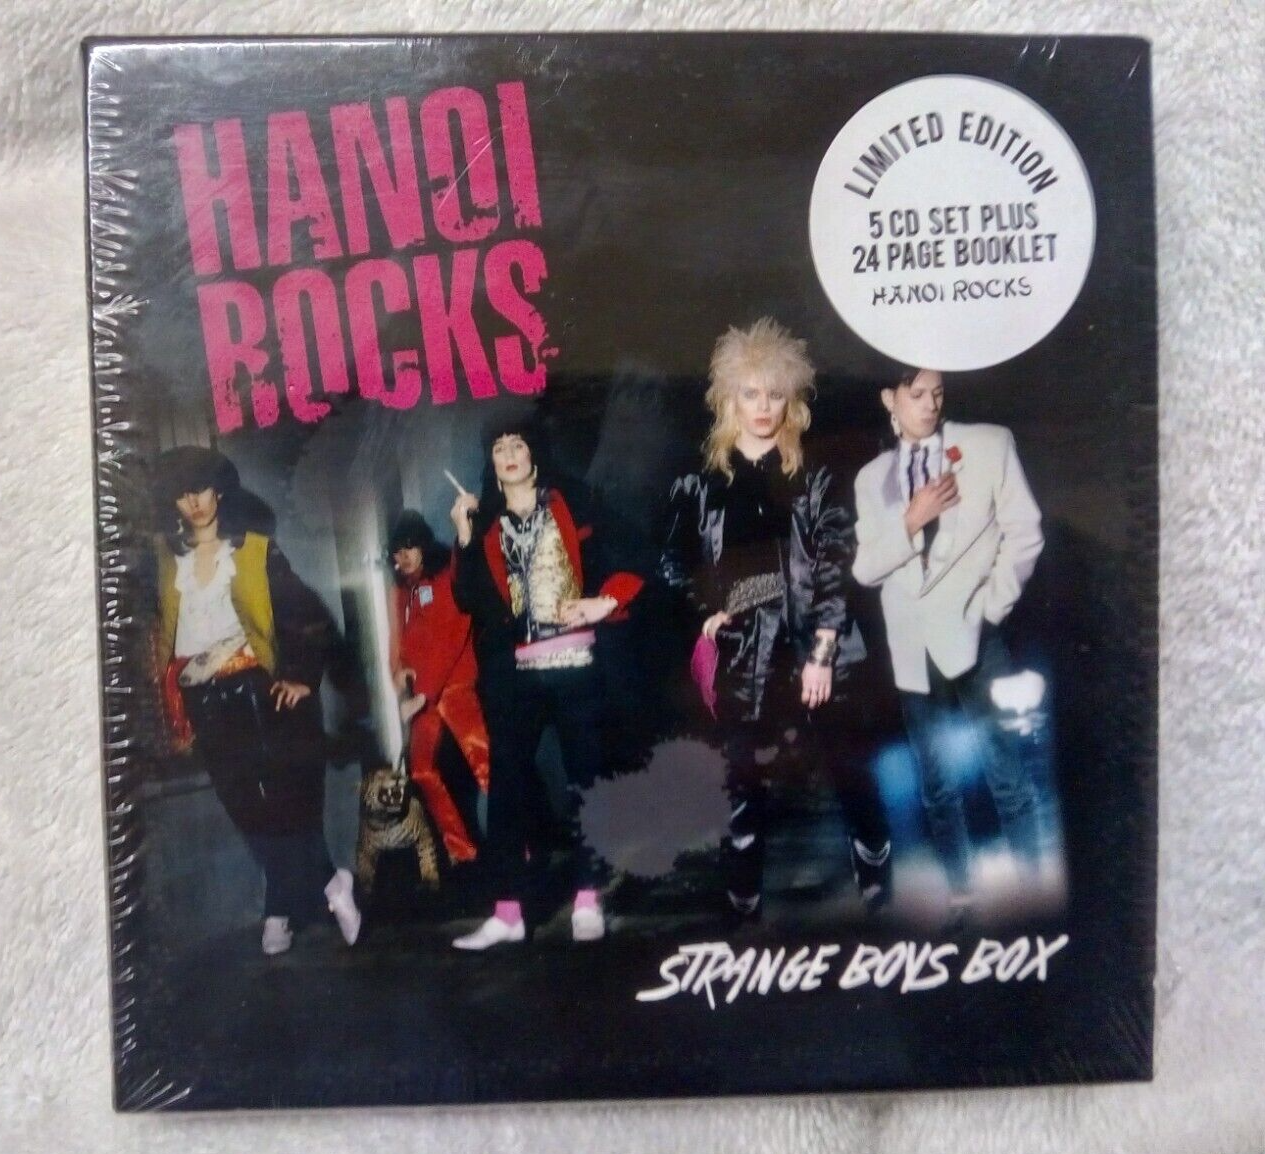 HANOI
ROCKS
LIMITED EDITION
5 CD SET PLUS
24 PAGE BOOKLET
HANOI ROCKS
STRANGE BOYS BOX